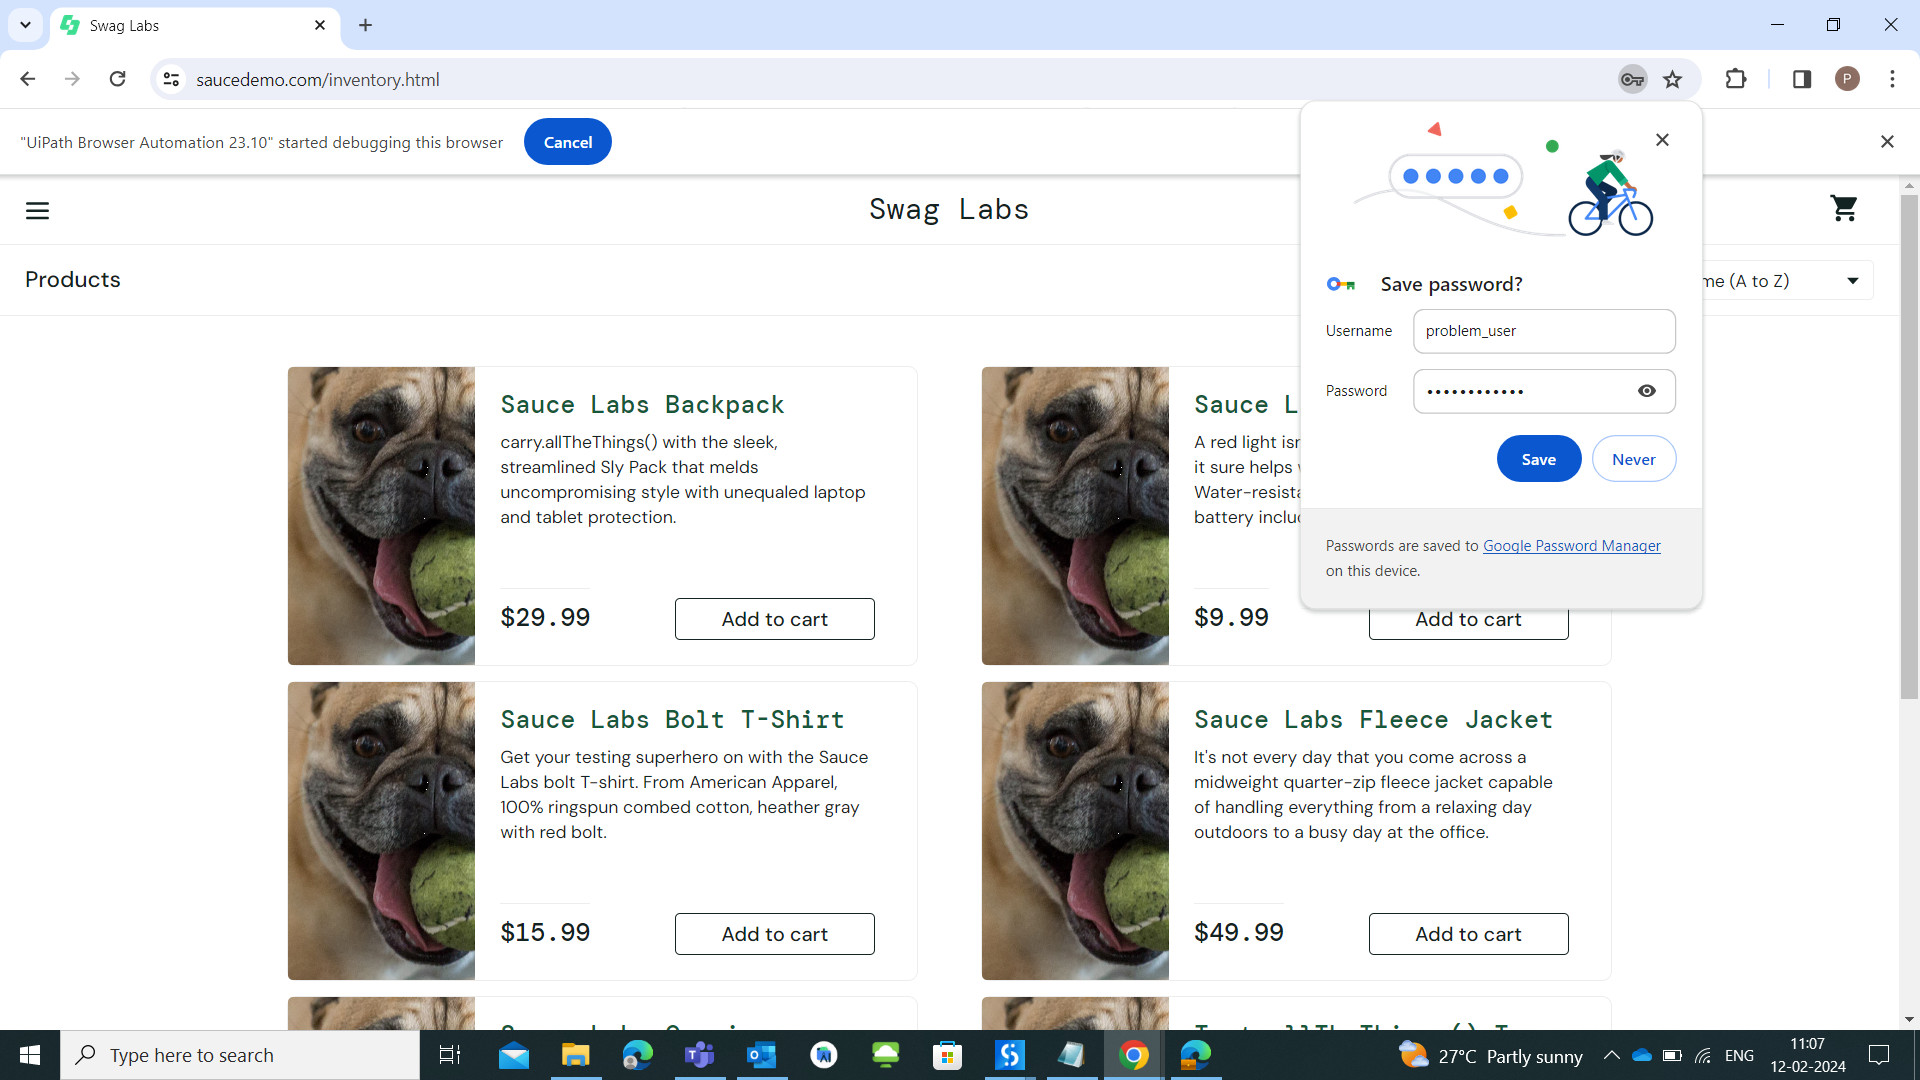 Swag Labs
saucedemo.com/inventory.html
P
"UiPath Browser Automation 23.10" started debugging this browser
Cancel
Swag Labs
Products
me (A to Z)
Save password?
Username
problem_user
Password
Save
Never
Passwords are saved to Google Password Manager
on this device.
Sauce Labs Backpack
carry.allTheThings() with the sleek,
streamlined Sly Pack that melds
uncompromising style with unequaled laptop
and tablet protection.
$29.99
Add to cart
Sauce L
A red light isn
it sure helps
Water-resista
battery inclu
$9.99
Add to cart
Sauce Labs Bolt T-Shirt
Get your testing superhero on with the Sauce
Labs bolt T-shirt. From American Apparel,
100% ringspun combed cotton, heather gray
with red bolt.
$15.99
Add to cart
Sauce Labs Fleece Jacket
It's not every day that you come across a
midweight quarter-zip fleece jacket capable
of handling everything from a relaxing day
outdoors to a busy day at the office.
$49.99
Add to cart
Type here to search
27°C Partly sunny
ENG
11:07
12-02-2024